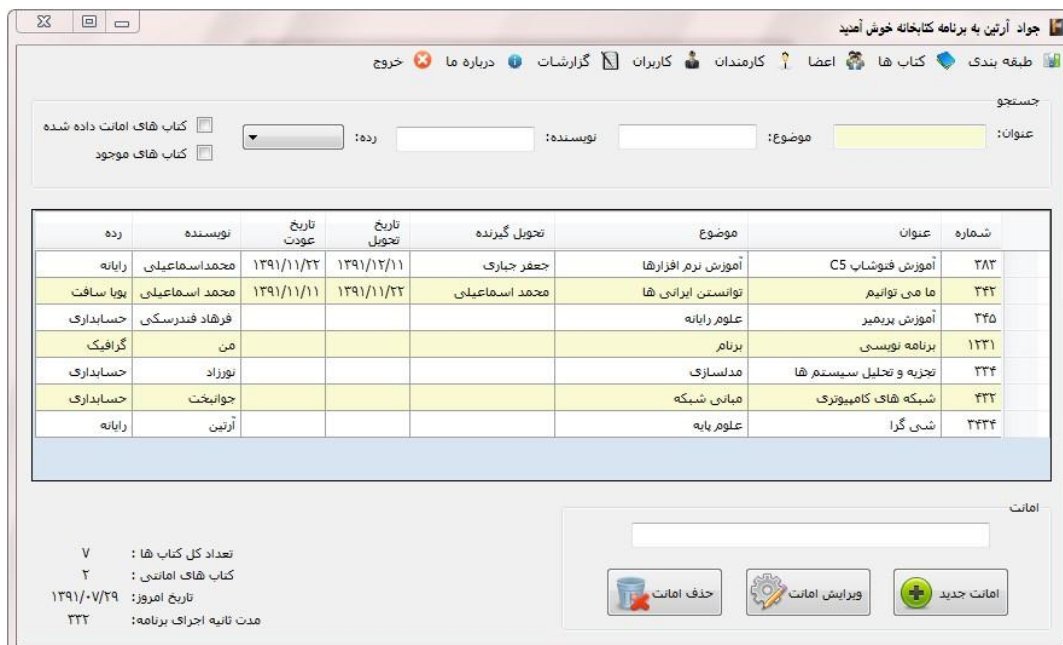 جواد آرتین به برنامه کتابخانه خوش آمدید
طبقه بندی کتاب ها اعضا کارمندان کاربران گزارشات درباره ما خروج
جستجو
عنوان: موضوع: نویسنده: رده: کتاب های امانت داده شده
کتاب های موجود
شماره عنوان موضوع تحویل گیرنده تاریخ تحویل تاریخ عودت نویسنده رده
۳۸۳ آموزش فتوشاپ C5 آموزش نرم افزارها جعفر جباری ۱۳۹۱/۱۲/۱۱ ۱۳۹۱/۱۱/۲۲ محمداسماعیلی رایانه
۳۴۲ ما می توانیم توانستن ایرانی ها محمد اسماعیلی ۱۳۹۱/۱۱/۲۲ ۱۳۹۱/۱۱/۱۱ محمد اسماعیلی پویا سافت
۳۴۵ آموزش پریمیر علوم رایانه فرهاد فندرسکی حسابداری
۱۲۳۱ برنامه نویسی برنام من گرافیک
۳۳۴ تجزیه و تحلیل سیستم ها مدلسازی نورزاد حسابداری
۴۳۲ شبکه های کامپیوتری مبانی شبکه جوانبخت حسابداری
۳۴۳۴ شی گرا علوم پایه آرتین رایانه
امانت
امانت جدید ویرایش امانت حذف امانت
تعداد کل کتاب ها : ۷
کتاب های امانتی : ۲
تاریخ امروز: ۱۳۹۱/۰۷/۲۹
مدت ثانیه اجرای برنامه: ۳۳۲